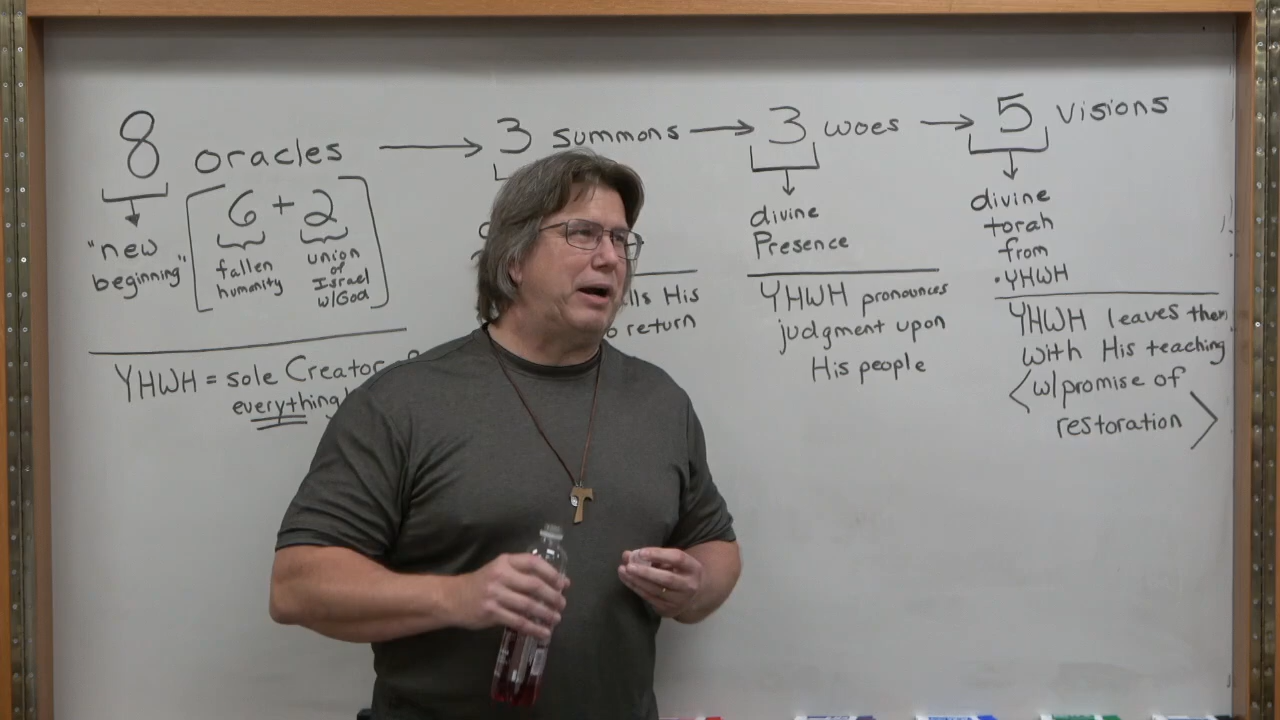 8 oracles → 3 summons → 3 woes → 5 visions
"new
beginning"
[6 + 2]
fallen
humanity
union
of
Israel
w/God
YHWH = sole Creator
everything
His
return
divine
Presence
YHWH pronounces
judgment upon
His people
divine
torah
from
YHWH
YHWH leaves them
with His teaching
<w/promise of
restoration>